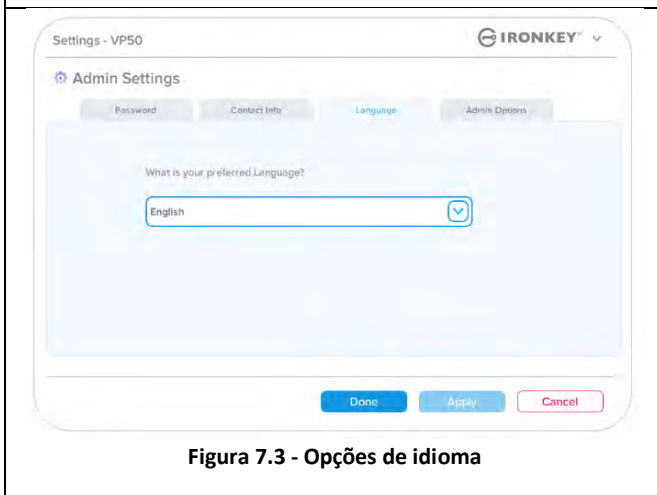 Settings - VP50
IRONKEY™
Admin Settings
Password Contact Info Language Admin Options
What is your preferred Language?
English
Done Apply Cancel
Figura 7.3 - Opções de idioma